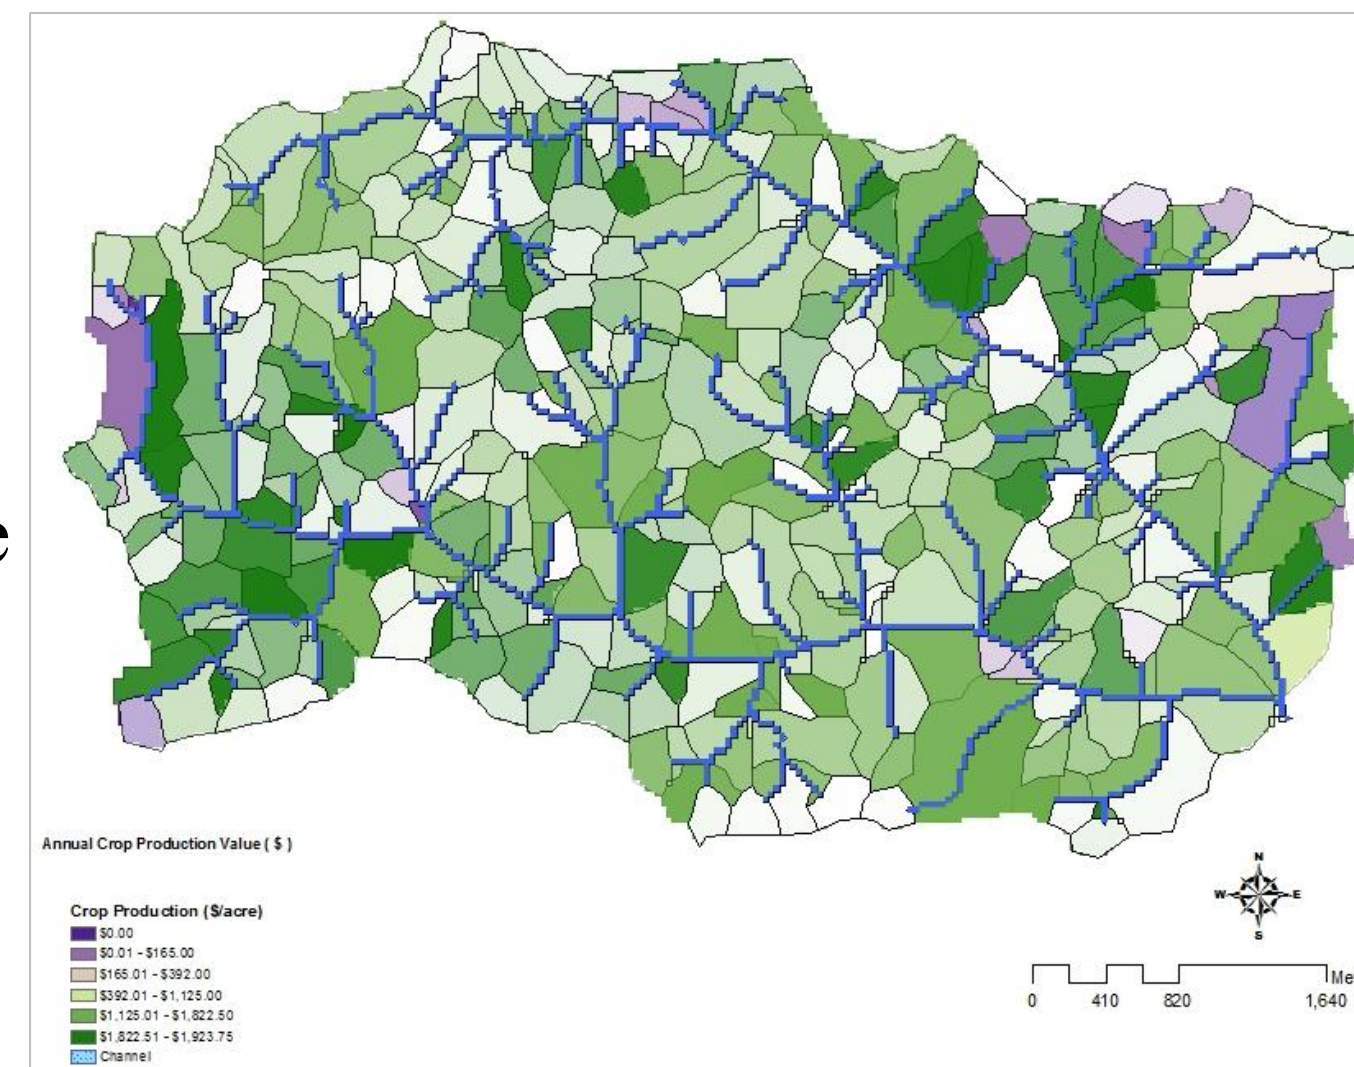 e
Annual Crop Production Value ( $ )
Crop Production ($/acre)
$0.00
$0.01 - $165.00
$165.01 - $392.00
$392.01 - $1,125.00
$1,125.01 - $1,822.50
$1,822.51 - $1,923.75
Channel
N
W E
S
Me
0 410 820 1,640